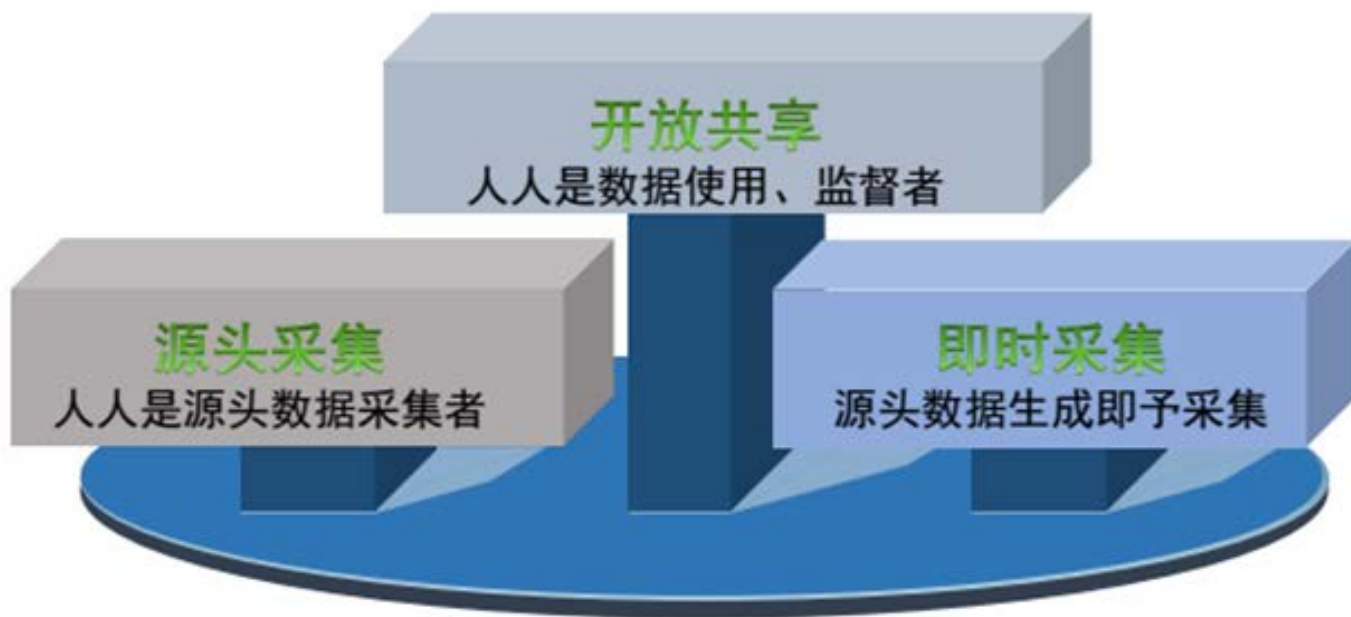 开放共享
人人是数据使用、监督者
源头采集
人人是源头数据采集者
即时采集
源头数据生成即予采集